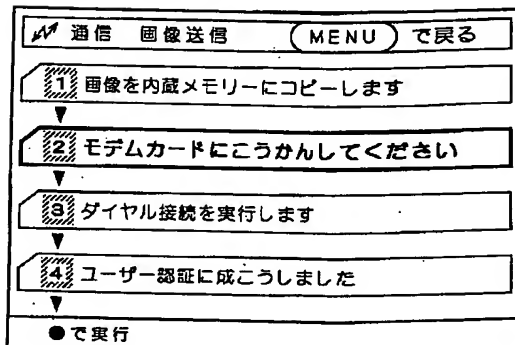 通信 画像送信 MENU で戻る
1 画像を内蔵メモリーにコピーします
2 モデムカードにこうかんしてください
3 ダイヤル接続を実行します
4 ユーザー認証に成こうしました
●で実行